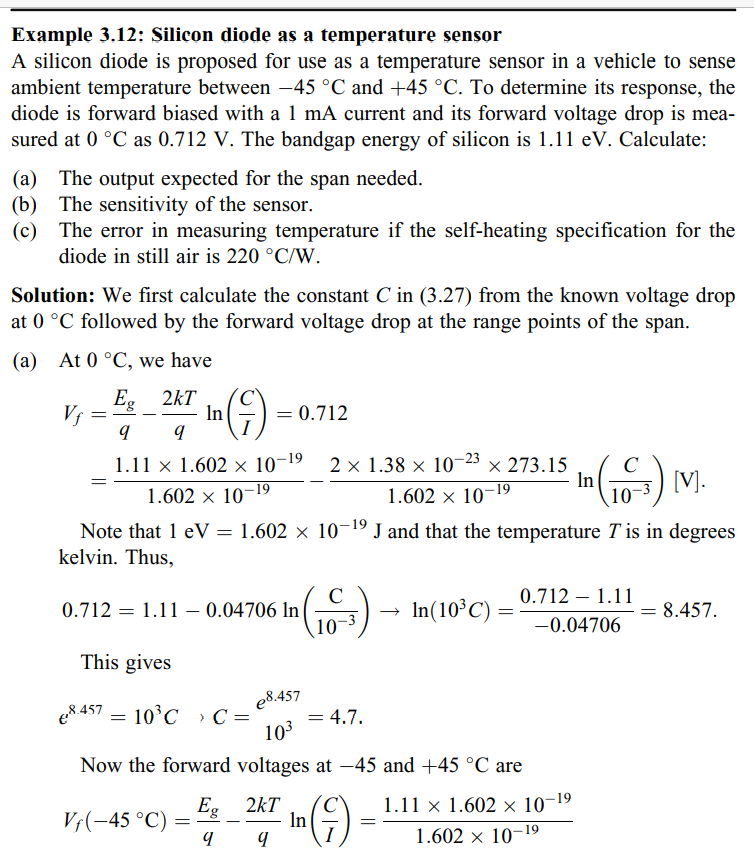 Example 3.12: Silicon diode as a temperature sensor
A silicon diode is proposed for use as a temperature sensor in a vehicle to sense
ambient temperature between −45 °C and +45 °C. To determine its response, the
diode is forward biased with a 1 mA current and its forward voltage drop is mea-
sured at 0 °C as 0.712 V. The bandgap energy of silicon is 1.11 eV. Calculate:
(a) The output expected for the span needed.
(b) The sensitivity of the sensor.
(c) The error in measuring temperature if the self-heating specification for the
diode in still air is 220 °C/W.
Solution: We first calculate the constant C in (3.27) from the known voltage drop
at 0 °C followed by the forward voltage drop at the range points of the span.
(a) At 0 °C, we have
V_f = E_g/q − 2kT/q ln(C/I) = 0.712
= (1.11 × 1.602 × 10^−19)/(1.602 × 10^−19) − (2 × 1.38 × 10^−23 × 273.15)/(1.602 × 10^−19) ln(C/10^−3) [V].
Note that 1 eV = 1.602 × 10^−19 J and that the temperature T is in degrees
kelvin. Thus,
0.712 = 1.11 − 0.04706 ln(C/10^−3) → ln(10^3C) = (0.712 − 1.11)/(−0.04706) = 8.457.
This gives
e^8.457 = 10^3C → C = e^8.457/10^3 = 4.7.
Now the forward voltages at −45 and +45 °C are
V_f(−45 °C) = E_g/q − 2kT/q ln(C/I) = (1.11 × 1.602 × 10^−19)/(1.602 × 10^−19)